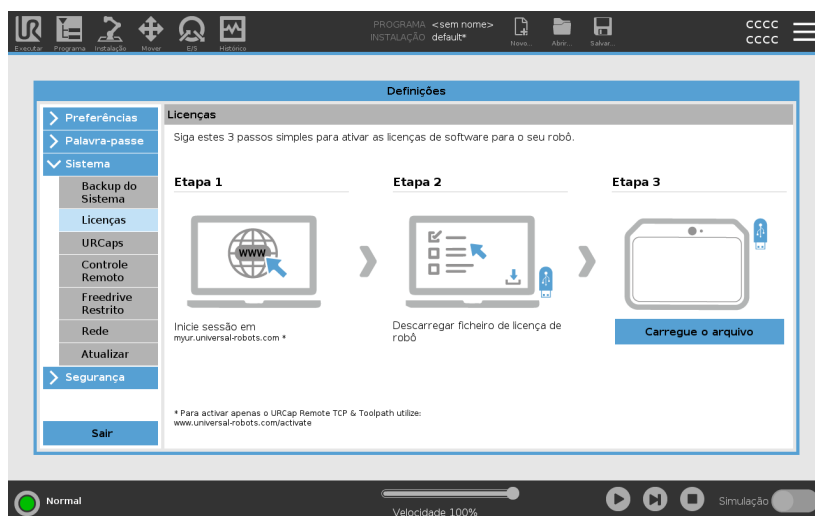 PROGRAMA <sem nome>
INSTALAÇÃO default*
CCCC
CCCC
Executar Programa Instalação Mover E/S Histórico Novo... Abrir... Salvar...
Definições
Preferências
Palavra-passe
Sistema
Backup do
Sistema
Licenças
URCaps
Controle
Remoto
Freedrive
Restrito
Rede
Atualizar
Segurança
Sair
Licenças
Siga estes 3 passos simples para ativar as licenças de software para o seu robô.
Etapa 1
WWW
Inicie sessão em
myur.universal-robots.com *
Etapa 2
Descarregar ficheiro de licença de
robô
Etapa 3
Carregue o arquivo
* Para activar apenas o URCap Remote TCP & Toolpath utilize:
www.universal-robots.com/activate
Normal
Velocidade 100%
Simulação